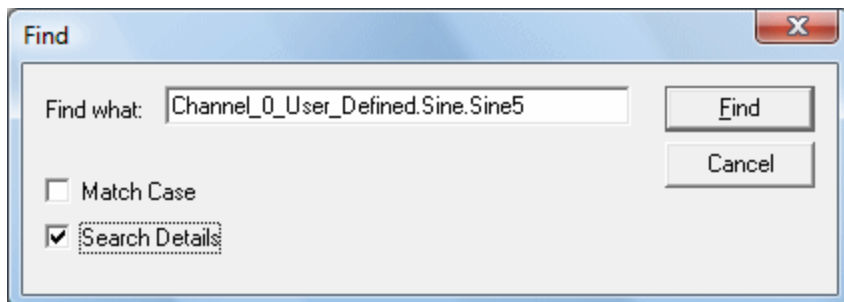 Find
Find what: Channel_0_User_Defined.Sine.Sine5 Find
Cancel
Match Case
Search Details